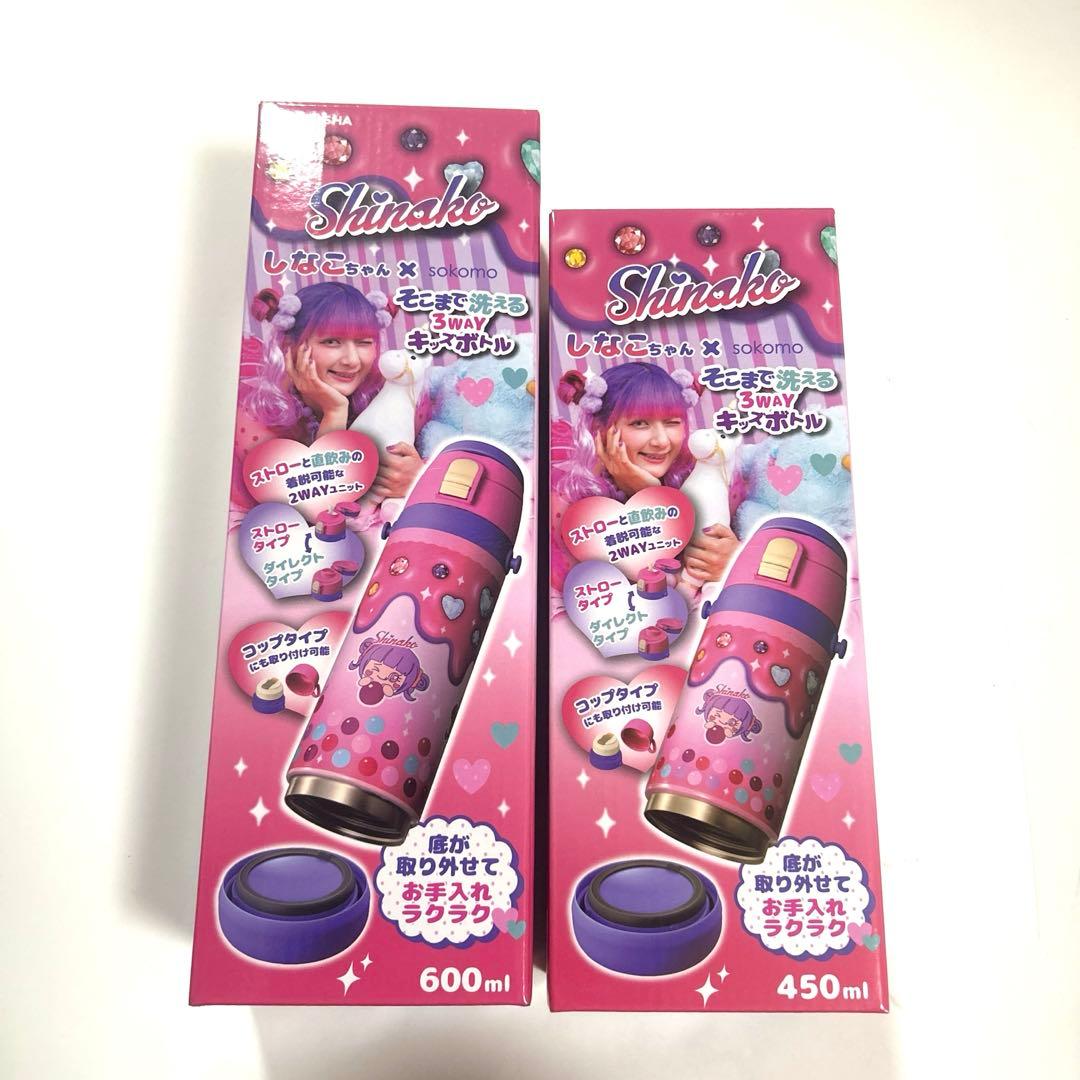 SHA
Shinako
しなこちゃん × sokomo
そこまで洗える
3WAY
キッズボトル
ストローと直飲みの
着脱可能な
2WAYユニット
ストロー
タイプ
ダイレクト
タイプ
コップタイプ
にも取り付け可能
Shinako
底が
取り外せて
お手入れ
ラクラク
600ml
Shinako
しなこちゃん × sokomo
そこまで洗える
3WAY
キッズボトル
ストローと直飲みの
着脱可能な
2WAYユニット
ストロー
タイプ
ダイレクト
タイプ
コップタイプ
にも取り付け可能
Shinako
底が
取り外せて
お手入れ
ラクラク
450ml